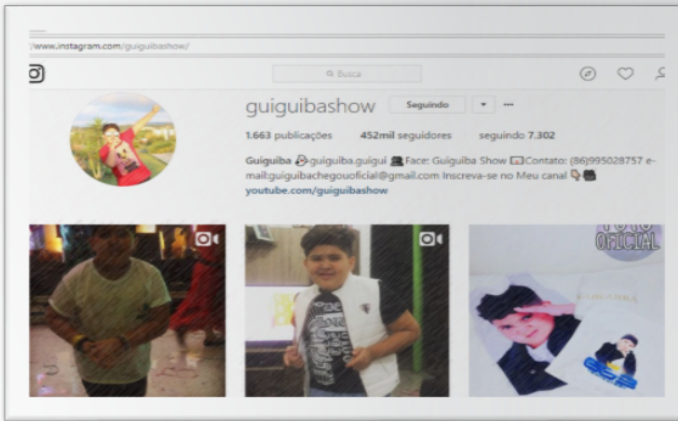 /www.instagram.com/guiguibashow/
Busca
guiguibashow Seguindo
1.663 publicações 452mil seguidores seguindo 7.302
Guiguiba guiguiba.guigui Face: Guiguiba Show Contato: (86)995028757 e-
mail:guiguibachegouoficial@gmail.com Inscreva-se no Meu canal
youtube.com/guiguibashow
FOTO
OFICIAL